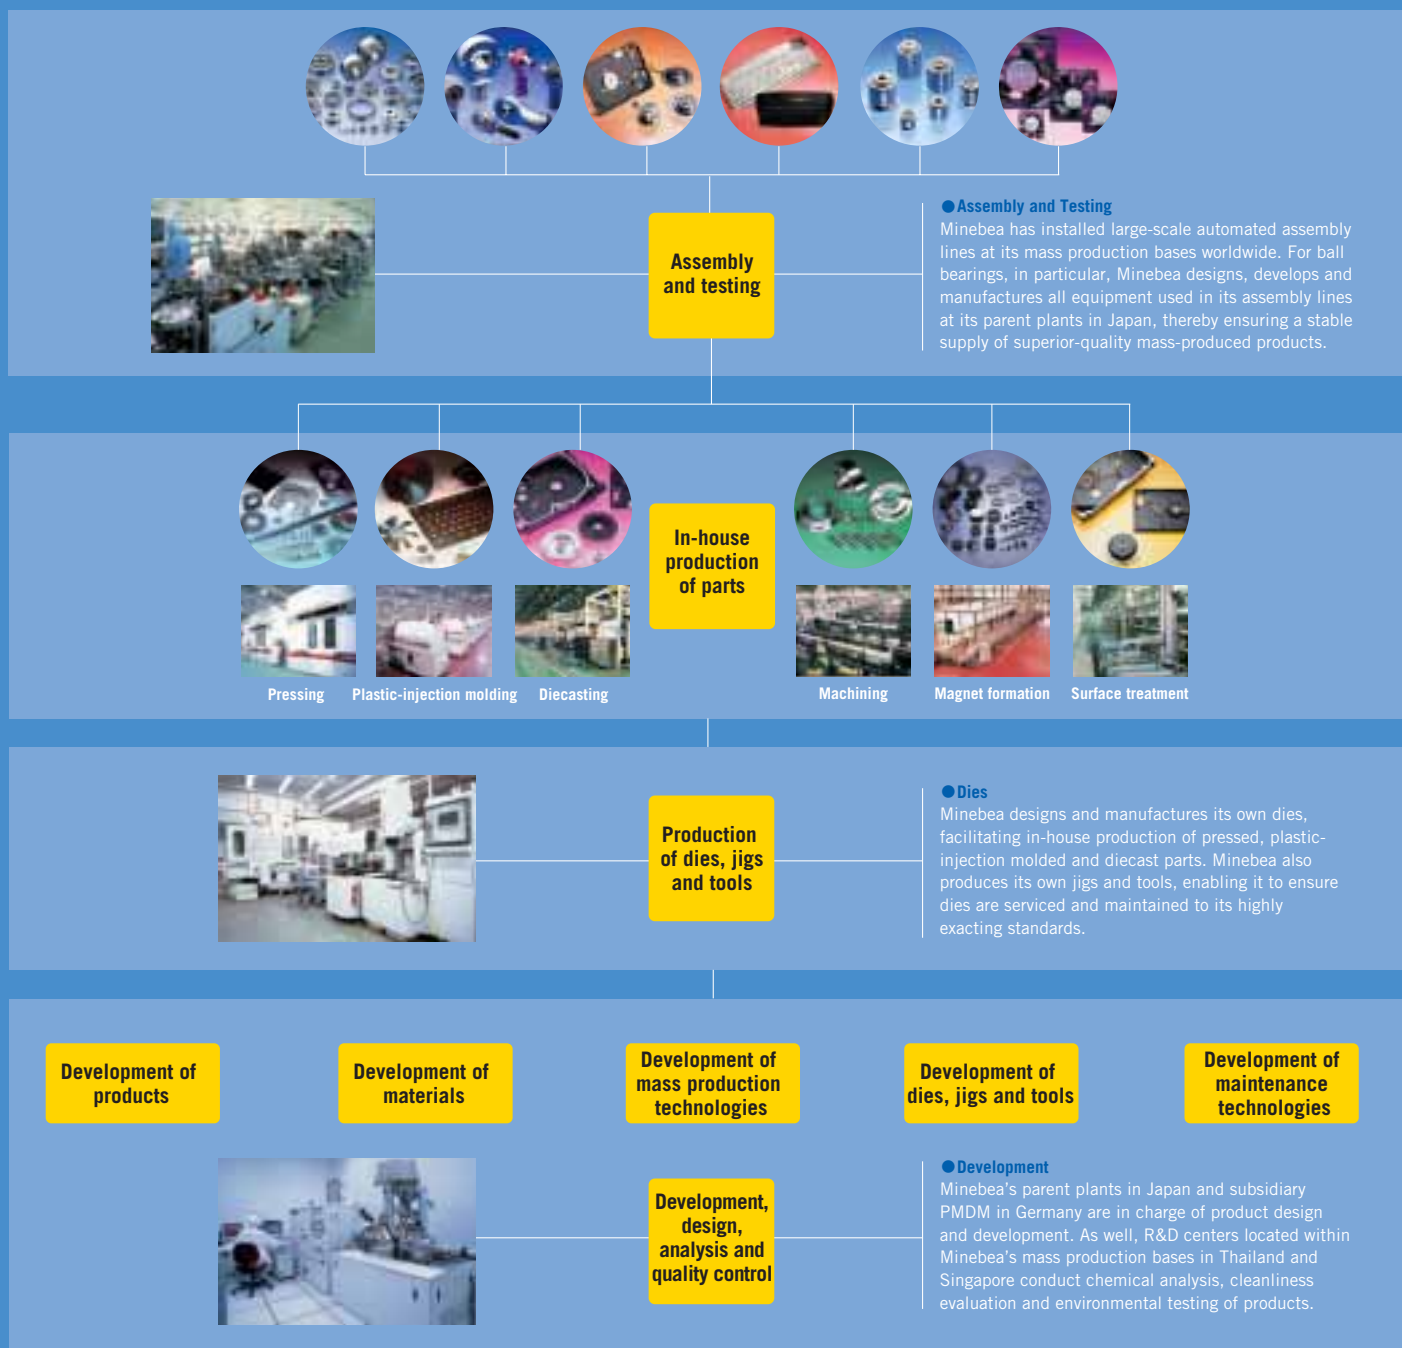 Assembly
and testing
●Assembly and Testing
Minebea has installed large-scale automated assembly
lines at its mass production bases worldwide. For ball
bearings, in particular, Minebea designs, develops and
manufactures all equipment used in its assembly lines
at its parent plants in Japan, thereby ensuring a stable
supply of superior-quality mass-produced products.
In-house
production
of parts
Pressing
Plastic-injection molding
Diecasting
Machining
Magnet formation
Surface treatment
Production
of dies, jigs
and tools
●Dies
Minebea designs and manufactures its own dies,
facilitating in-house production of pressed, plastic-
injection molded and diecast parts. Minebea also
produces its own jigs and tools, enabling it to ensure
dies are serviced and maintained to its highly
exacting standards.
Development of
products
Development of
materials
Development of
mass production
technologies
Development of
dies, jigs and tools
Development of
maintenance
technologies
Development,
design,
analysis and
quality control
●Development
Minebea's parent plants in Japan and subsidiary
PMDM in Germany are in charge of product design
and development. As well, R&D centers located within
Minebea's mass production bases in Thailand and
Singapore conduct chemical analysis, cleanliness
evaluation and environmental testing of products.